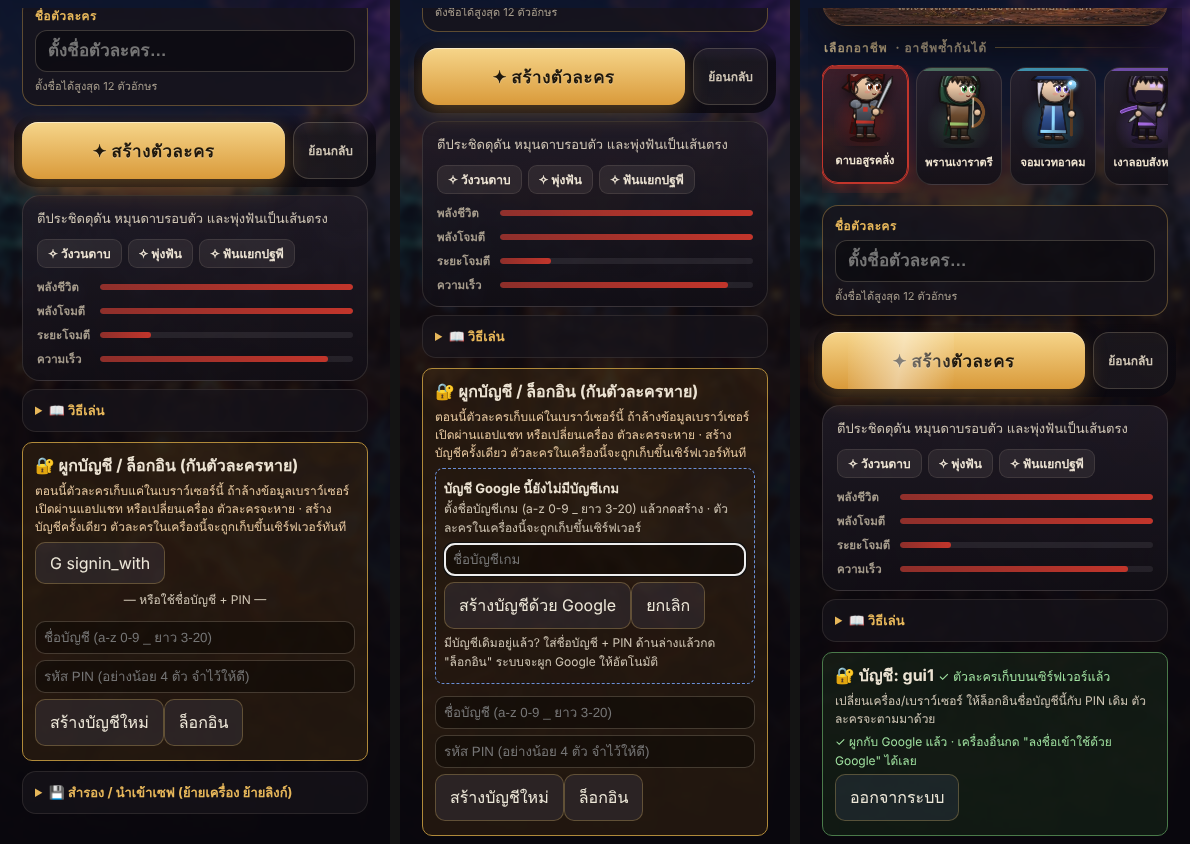 ชื่อตัวละคร
ตั้งชื่อตัวละคร...
ตั้งชื่อได้สูงสุด 12 ตัวอักษร
✦ สร้างตัวละคร
ย้อนกลับ
ตีประชิดดุดัน หมุนดาบรอบตัว และพุ่งฟันเป็นเส้นตรง
✧ วังวนดาบ
✧ พุ่งฟัน
✧ ฟันแยกปฐพี
พลังชีวิต
พลังโจมตี
ระยะโจมตี
ความเร็ว
📖 วิธีเล่น
🔐 ผูกบัญชี / ล็อกอิน (กันตัวละครหาย)
ตอนนี้ตัวละครเก็บแค่ในเบราว์เซอร์นี้ ถ้าล้างข้อมูลเบราว์เซอร์
เปิดผ่านแอปแชท หรือเปลี่ยนเครื่อง ตัวละครจะหาย · สร้าง
บัญชีครั้งเดียว ตัวละครในเครื่องนี้จะถูกเก็บขึ้นเซิร์ฟเวอร์ทันที
G signin_with
— หรือใช้ชื่อบัญชี + PIN —
ชื่อบัญชี (a-z 0-9 _ ยาว 3-20)
รหัส PIN (อย่างน้อย 4 ตัว จำไว้ให้ดี)
สร้างบัญชีใหม่
ล็อกอิน
💾 สำรอง / นำเข้าเซฟ (ย้ายเครื่อง ย้ายลิงก์)
ตั้งชื่อได้สูงสุด 12 ตัวอักษร
✦ สร้างตัวละคร
ย้อนกลับ
ตีประชิดดุดัน หมุนดาบรอบตัว และพุ่งฟันเป็นเส้นตรง
✧ วังวนดาบ
✧ พุ่งฟัน
✧ ฟันแยกปฐพี
พลังชีวิต
พลังโจมตี
ระยะโจมตี
ความเร็ว
📖 วิธีเล่น
🔐 ผูกบัญชี / ล็อกอิน (กันตัวละครหาย)
ตอนนี้ตัวละครเก็บแค่ในเบราว์เซอร์นี้ ถ้าล้างข้อมูลเบราว์เซอร์
เปิดผ่านแอปแชท หรือเปลี่ยนเครื่อง ตัวละครจะหาย · สร้าง
บัญชีครั้งเดียว ตัวละครในเครื่องนี้จะถูกเก็บขึ้นเซิร์ฟเวอร์ทันที
บัญชี Google นี้ยังไม่มีบัญชีเกม
ตั้งชื่อบัญชีเกม (a-z 0-9 _ ยาว 3-20) แล้วกดสร้าง · ตัว
ละครในเครื่องนี้จะถูกเก็บขึ้นเซิร์ฟเวอร์
ชื่อบัญชีเกม
สร้างบัญชีด้วย Google
ยกเลิก
มีบัญชีเดิมอยู่แล้ว? ใส่ชื่อบัญชี + PIN ด้านล่างแล้วกด
"ล็อกอิน" ระบบจะผูก Google ให้อัตโนมัติ
ชื่อบัญชี (a-z 0-9 _ ยาว 3-20)
รหัส PIN (อย่างน้อย 4 ตัว จำไว้ให้ดี)
สร้างบัญชีใหม่
ล็อกอิน
เลือกอาชีพ · อาชีพซ้ำกันได้
ดาบอสูรคลั่ง
พรานเงาราตรี
จอมเวทอาคม
เงาลอบสังห
ชื่อตัวละคร
ตั้งชื่อตัวละคร...
ตั้งชื่อได้สูงสุด 12 ตัวอักษร
✦ สร้างตัวละคร
ย้อนกลับ
ตีประชิดดุดัน หมุนดาบรอบตัว และพุ่งฟันเป็นเส้นตรง
✧ วังวนดาบ
✧ พุ่งฟัน
✧ ฟันแยกปฐพี
พลังชีวิต
พลังโจมตี
ระยะโจมตี
ความเร็ว
📖 วิธีเล่น
🔐 บัญชี: gui1 ✓ ตัวละครเก็บบนเซิร์ฟเวอร์แล้ว
เปลี่ยนเครื่อง/เบราว์เซอร์ ให้ล็อกอินชื่อบัญชีนี้กับ PIN เดิม ตัว
ละครจะตามมาด้วย
✓ ผูกกับ Google แล้ว · เครื่องอื่นกด "ลงชื่อเข้าใช้ด้วย
Google" ได้เลย
ออกจากระบบ